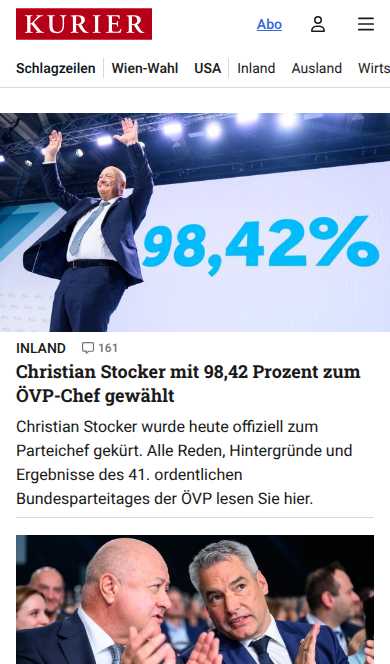 KURIER
Abo
Schlagzeilen Wien-Wahl USA Inland Ausland Wirts
98,42%
INLAND 161
Christian Stocker mit 98,42 Prozent zum
ÖVP-Chef gewählt
Christian Stocker wurde heute offiziell zum
Parteichef gekürt. Alle Reden, Hintergründe und
Ergebnisse des 41. ordentlichen
Bundesparteitages der ÖVP lesen Sie hier.